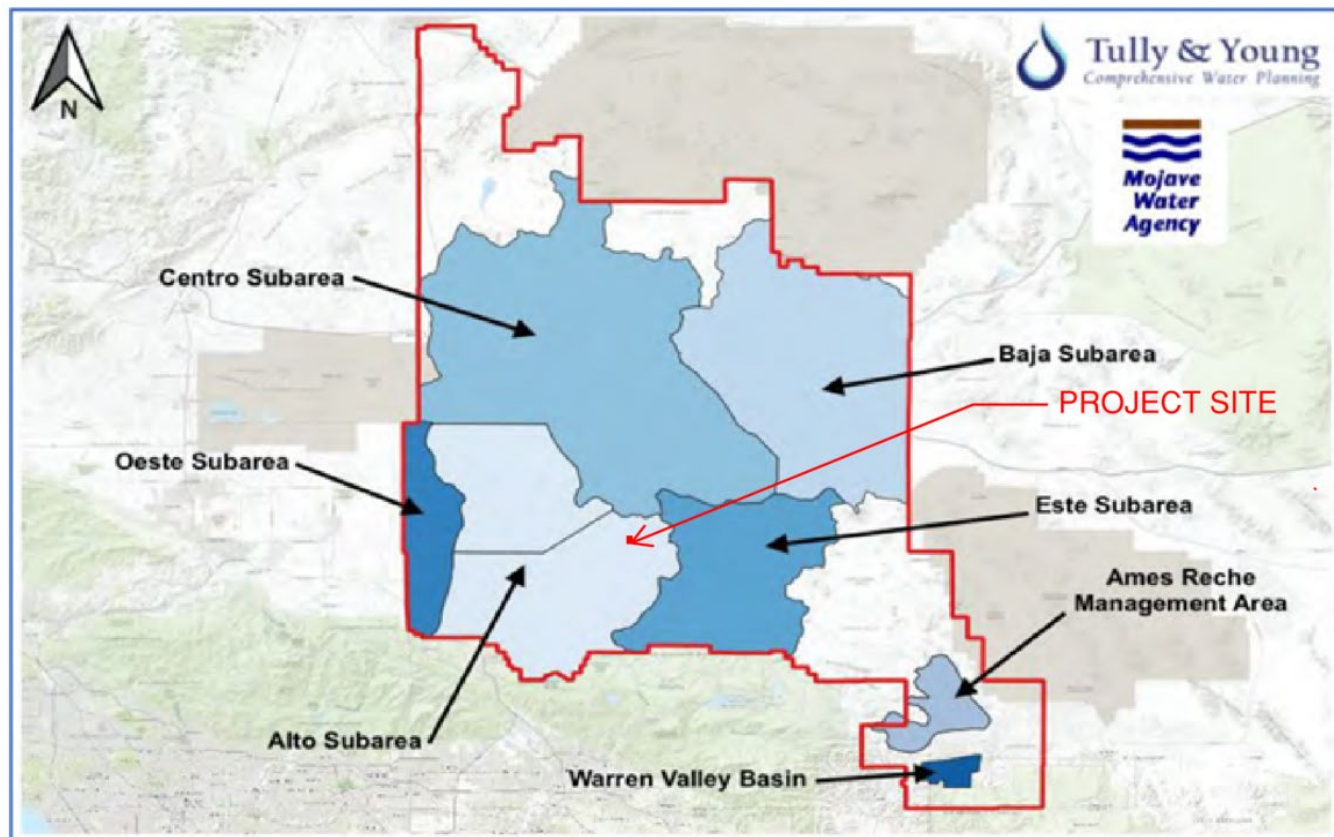 N
Tully & Young
Comprehensive Water Planning
Mojave
Water
Agency
Centro Subarea
Baja Subarea
PROJECT SITE
Oeste Subarea
Este Subarea
Ames Reche
Management Area
Alto Subarea
Warren Valley Basin